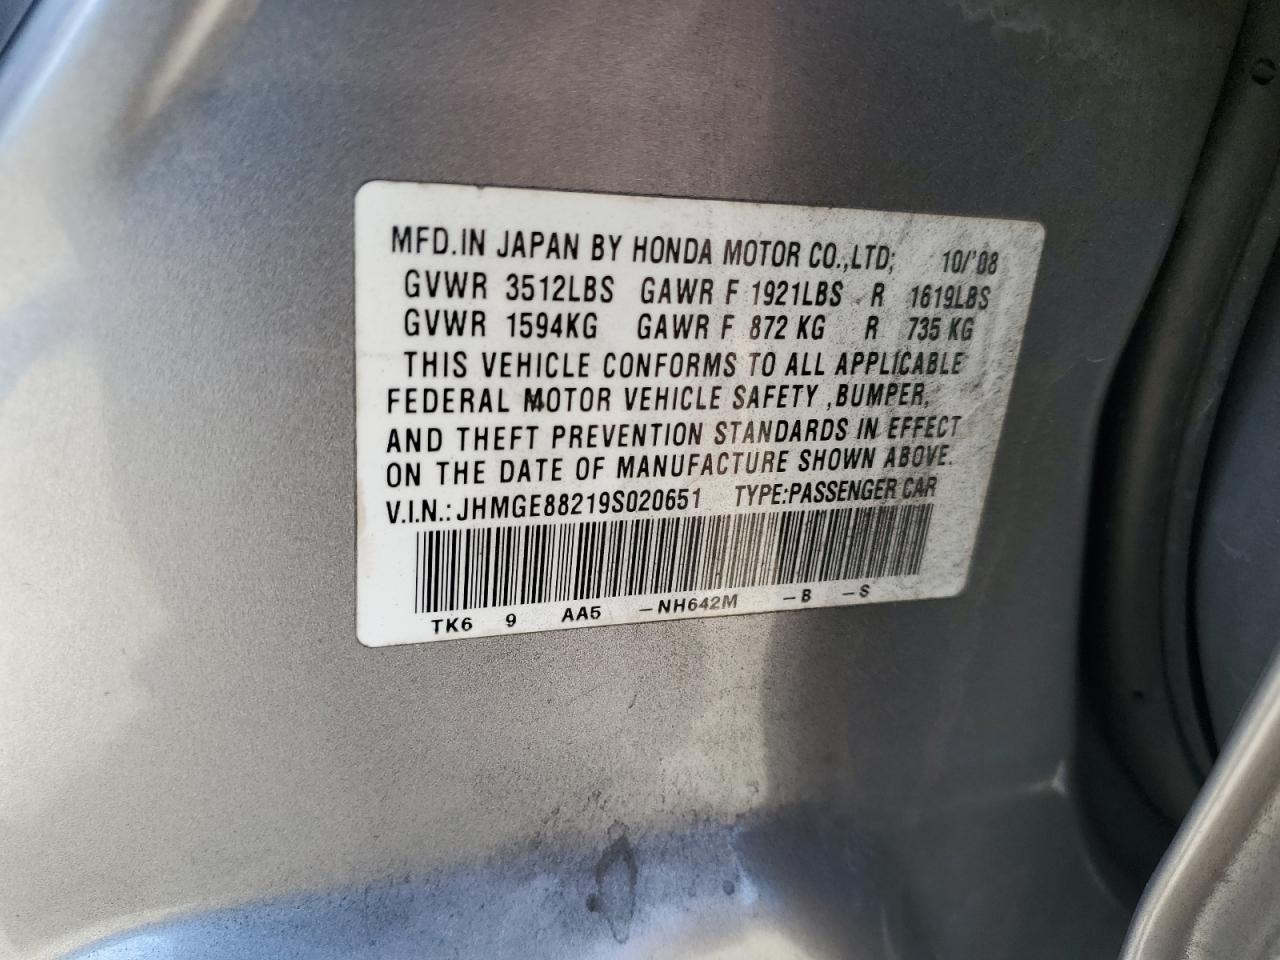 MFD.IN JAPAN BY HONDA MOTOR CO.,LTD; 10/'08
GVWR 3512LBS GAWR F 1921LBS R 1619LBS
GVWR 1594KG GAWR F 872 KG R 735 KG
THIS VEHICLE CONFORMS TO ALL APPLICABLE
FEDERAL MOTOR VEHICLE SAFETY ,BUMPER,
AND THEFT PREVENTION STANDARDS IN EFFECT
ON THE DATE OF MANUFACTURE SHOWN ABOVE.
V.I.N.: JHMGE88219S020651 TYPE:PASSENGER CAR
TK6 9 AA5 -NH642M -B -S